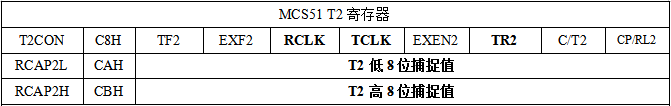 MCS51 T2 寄存器
T2CON C8H TF2 EXF2 RCLK TCLK EXEN2 TR2 C/T2 CP/RL2
RCAP2L CAH T2 低 8 位捕捉值
RCAP2H CBH T2 高 8 位捕捉值